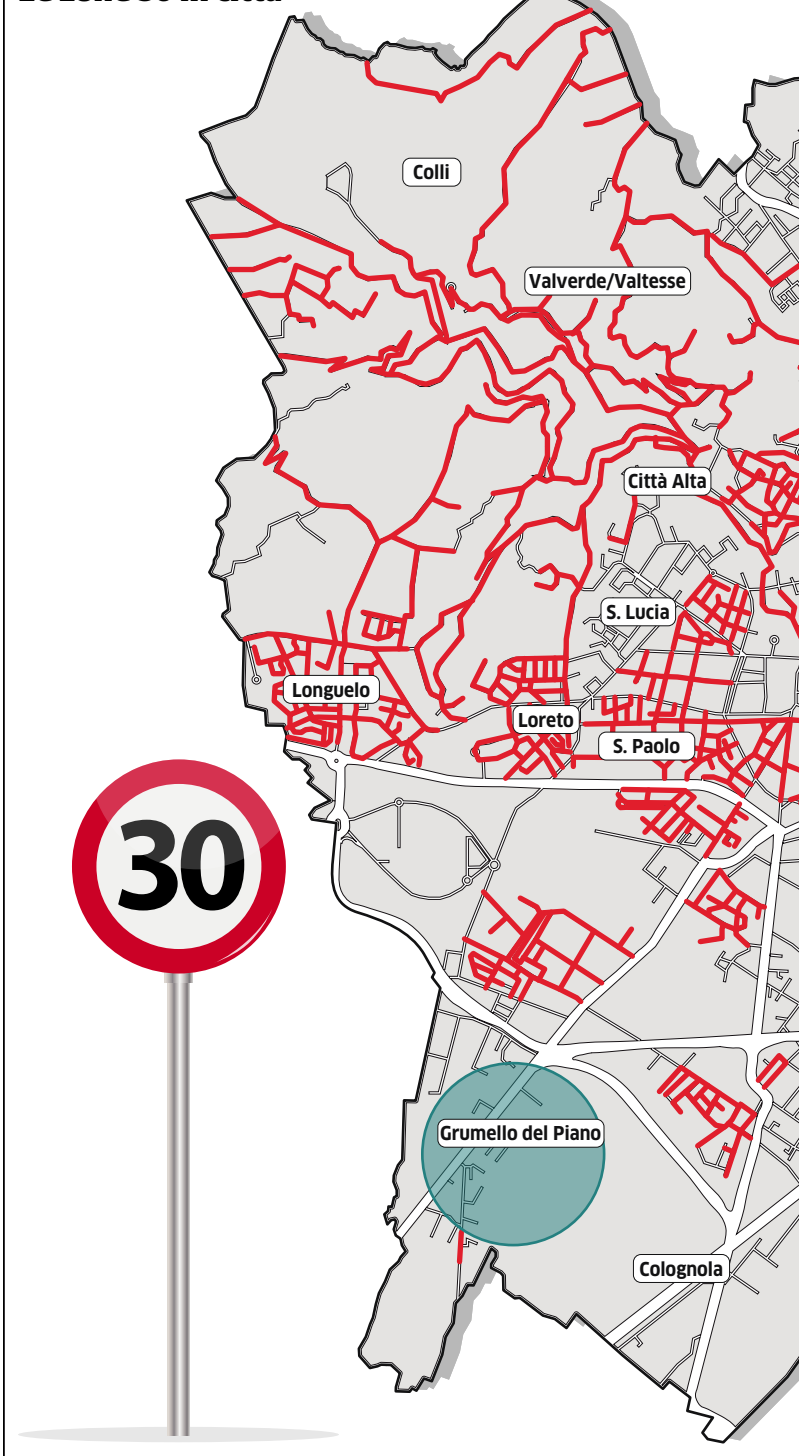 Colli
Valverde/Valtesse
Città Alta
S. Lucia
Longuelo
Loreto
S. Paolo
30
Grumello del Piano
Colognola